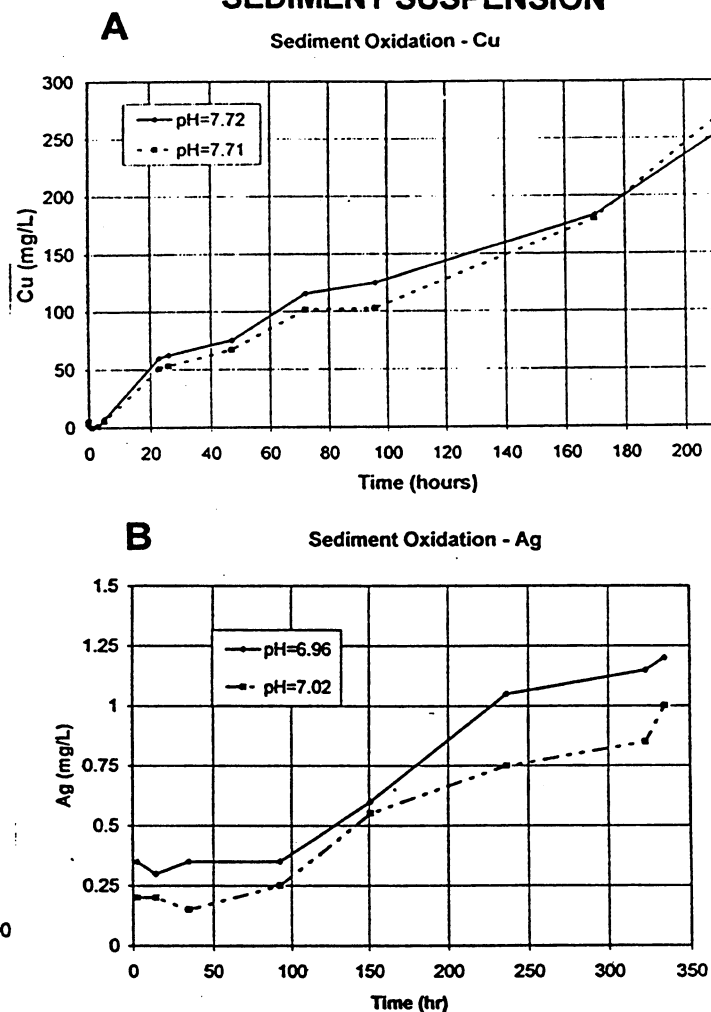 SEDIMENT SUSPENSION
A
Sediment Oxidation - Cu
300
250
200
150
100
50
0
Cu (mg/L)
pH=7.72
pH=7.71
0 20 40 60 80 100 120 140 160 180 200
Time (hours)
B
Sediment Oxidation - Ag
1.5
1.25
1
0.75
0.5
0.25
0
Ag (mg/L)
pH=6.96
pH=7.02
0
0 50 100 150 200 250 300 350
Time (hr)